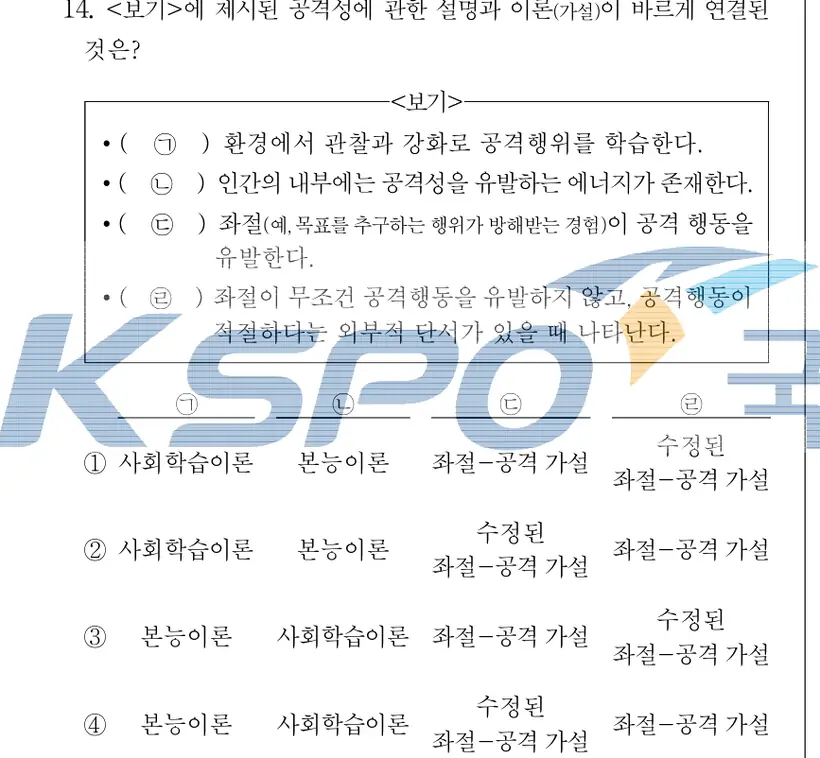 14. <보기>에 제시된 공격성에 관한 설명과 이론(가설)이 바르게 연결된
것은?
<보기>
• ( ㉠ ) 환경에서 관찰과 강화로 공격행위를 학습한다.
• ( ㉡ ) 인간의 내부에는 공격성을 유발하는 에너지가 존재한다.
• ( ㉢ ) 좌절(예, 목표를 추구하는 행위가 방해받는 경험)이 공격 행동을
유발한다.
• ( ㉣ ) 좌절이 무조건 공격행동을 유발하지 않고, 공격행동이
적절하다는 외부적 단서가 있을 때 나타난다.
KSPO 국
㉠ ㉡ ㉢ ㉣
① 사회학습이론 본능이론 좌절-공격 가설 수정된
좌절-공격 가설
② 사회학습이론 본능이론 수정된
좌절-공격 가설 좌절-공격 가설
③ 본능이론 사회학습이론 좌절-공격 가설 수정된
좌절-공격 가설
④ 본능이론 사회학습이론 수정된
좌절-공격 가설 좌절-공격 가설